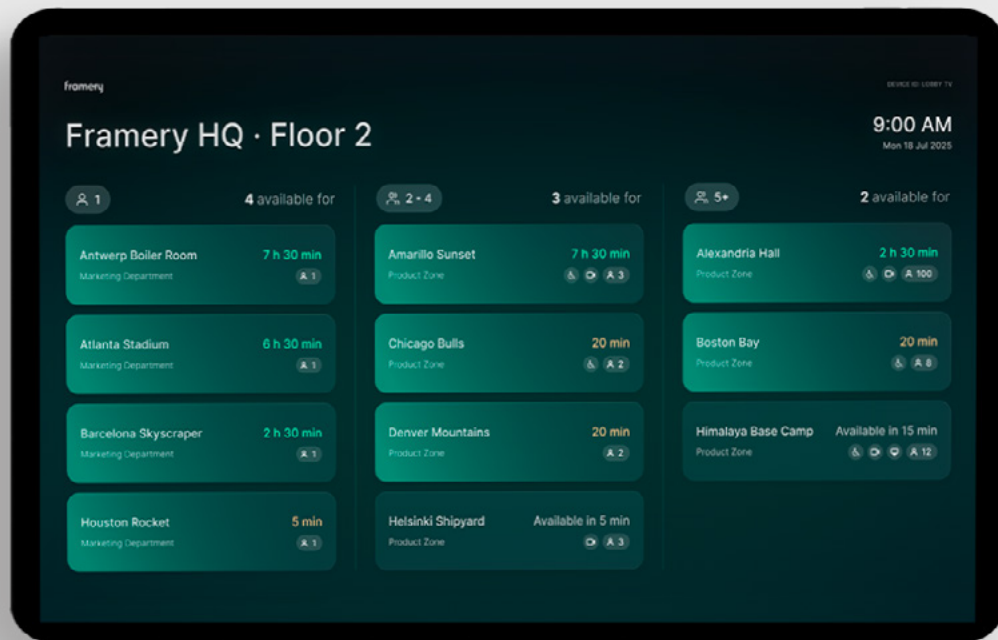 framery
DEVICE ID: LOBBY TV
Framery HQ · Floor 2
9:00 AM
Mon 18 Jul 2025
1
4 available for
Antwerp Boiler Room
7 h 30 min
Marketing Department
1
Atlanta Stadium
6 h 30 min
Marketing Department
1
Barcelona Skyscraper
2 h 30 min
Marketing Department
1
Houston Rocket
5 min
Marketing Department
1
2 - 4
3 available for
Amarillo Sunset
7 h 30 min
Product Zone
3
Chicago Bulls
20 min
Product Zone
2
Denver Mountains
20 min
Product Zone
2
Helsinki Shipyard
Available in 5 min
Product Zone
3
5+
2 available for
Alexandria Hall
2 h 30 min
Product Zone
100
Boston Bay
20 min
Product Zone
8
Himalaya Base Camp
Available in 15 min
Product Zone
12